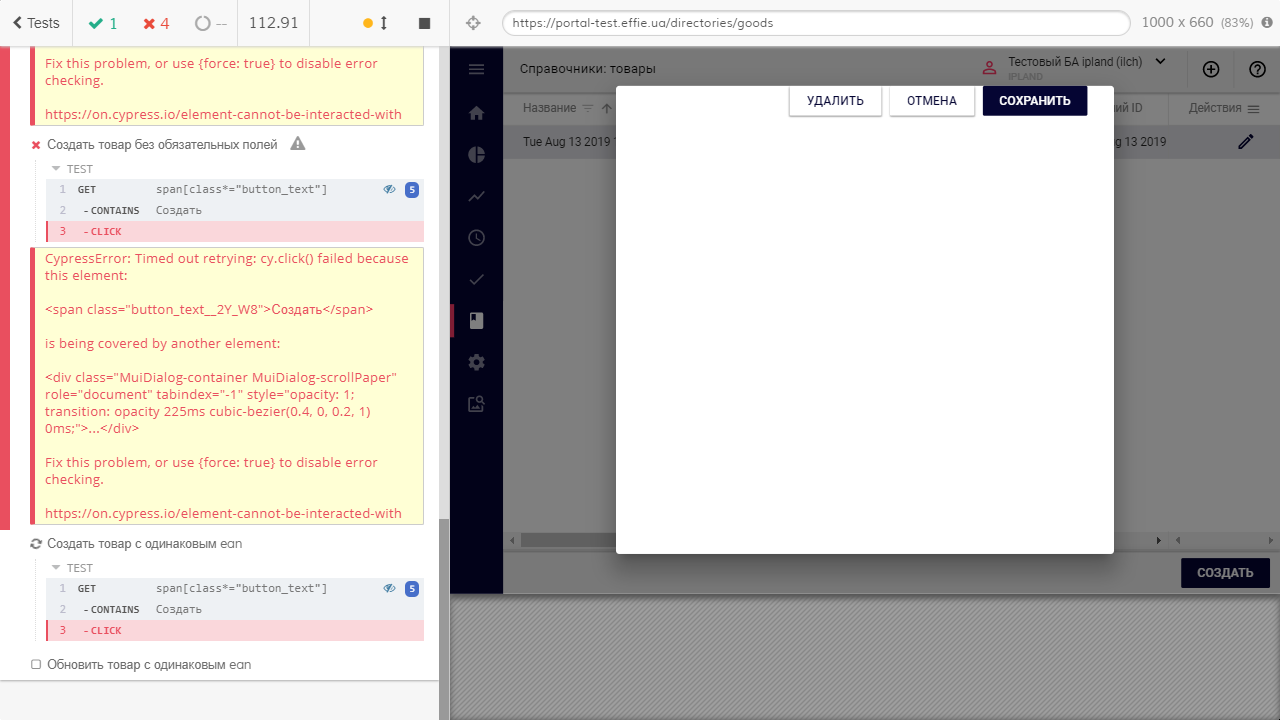 Tests
1
4
--
112.91
https://portal-test.effie.ua/directories/goods
1000 x 660 (83%)
Fix this problem, or use {force: true} to disable error
checking.
https://on.cypress.io/element-cannot-be-interacted-with
Создать товар без обязательных полей
TEST
1 GET span[class*="button_text"] 5
2 - CONTAINS Создать
3 - CLICK
CypressError: Timed out retrying: cy.click() failed because
this element:
<span class="button_text__2Y_W8">Создать</span>
is being covered by another element:
<div class="MuiDialog-container MuiDialog-scrollPaper"
role="document" tabindex="-1" style="opacity: 1;
transition: opacity 225ms cubic-bezier(0.4, 0, 0.2, 1)
0ms;">...</div>
Fix this problem, or use {force: true} to disable error
checking.
https://on.cypress.io/element-cannot-be-interacted-with
Создать товар с одинаковым ean
TEST
1 GET span[class*="button_text"] 5
2 - CONTAINS Создать
3 - CLICK
Обновить товар с одинаковым ean
Справочники: товары
Тестовый БА ipland (ilch)
IPLAND
Название
ID
Действия
Tue Aug 13 2019
13 2019
УДАЛИТЬ
ОТМЕНА
СОХРАНИТЬ
СОЗДАТЬ